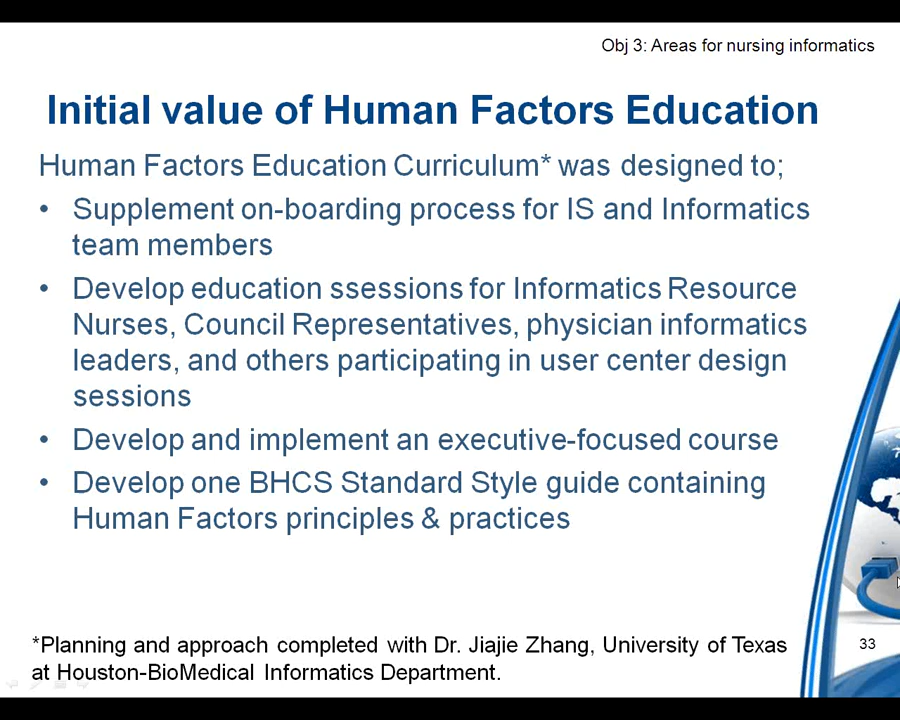 Obj 3: Areas for nursing informatics
Initial value of Human Factors Education
Human Factors Education Curriculum* was designed to;
• Supplement on-boarding process for IS and Informatics
team members
• Develop education ssessions for Informatics Resource
Nurses, Council Representatives, physician informatics
leaders, and others participating in user center design
sessions
• Develop and implement an executive-focused course
• Develop one BHCS Standard Style guide containing
Human Factors principles & practices
*Planning and approach completed with Dr. Jiajie Zhang, University of Texas
at Houston-BioMedical Informatics Department.
33